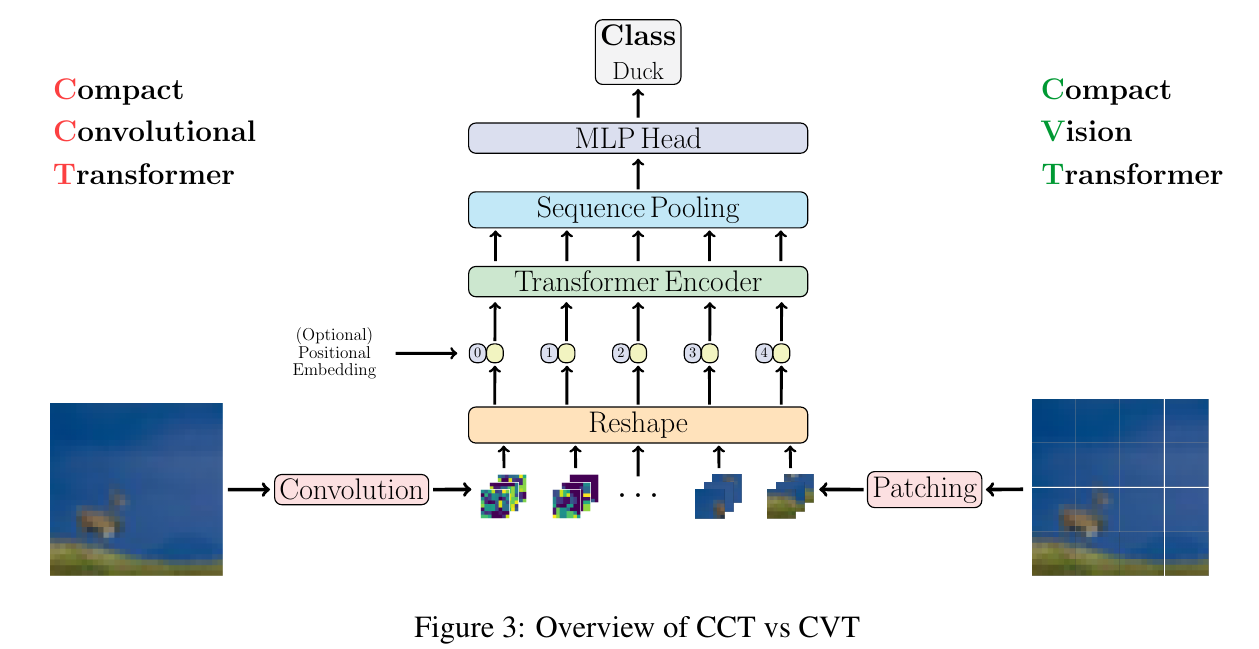 Class
Duck
Compact
Convolutional
Transformer
Compact
Vision
Transformer
MLP Head
Sequence Pooling
Transformer Encoder
(Optional)
Positional
Embedding
0 1 2 3 4
Reshape
Convolution
...
Patching
Figure 3: Overview of CCT vs CVT